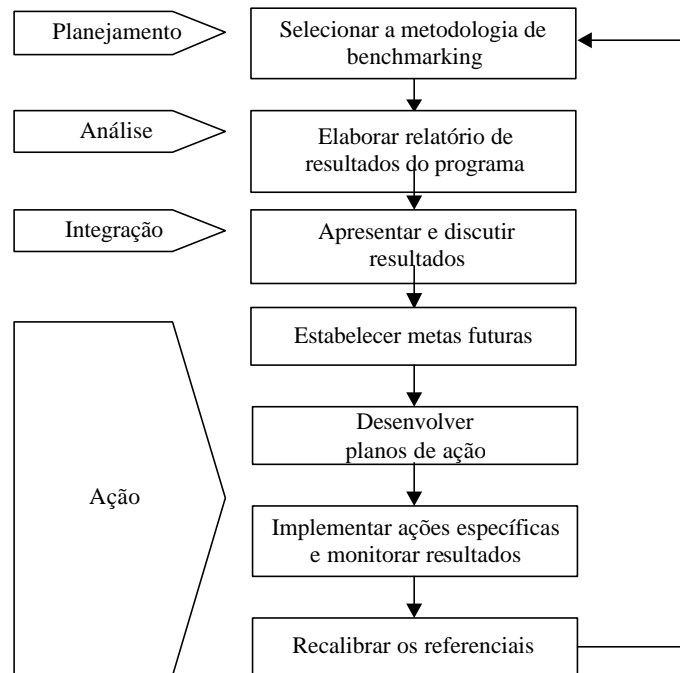 Planejamento
Selecionar a metodologia de
benchmarking
Análise
Elaborar relatório de
resultados do programa
Integração
Apresentar e discutir
resultados
Estabelecer metas futuras
Desenvolver
planos de ação
Ação
Implementar ações específicas
e monitorar resultados
Recalibrar os referenciais